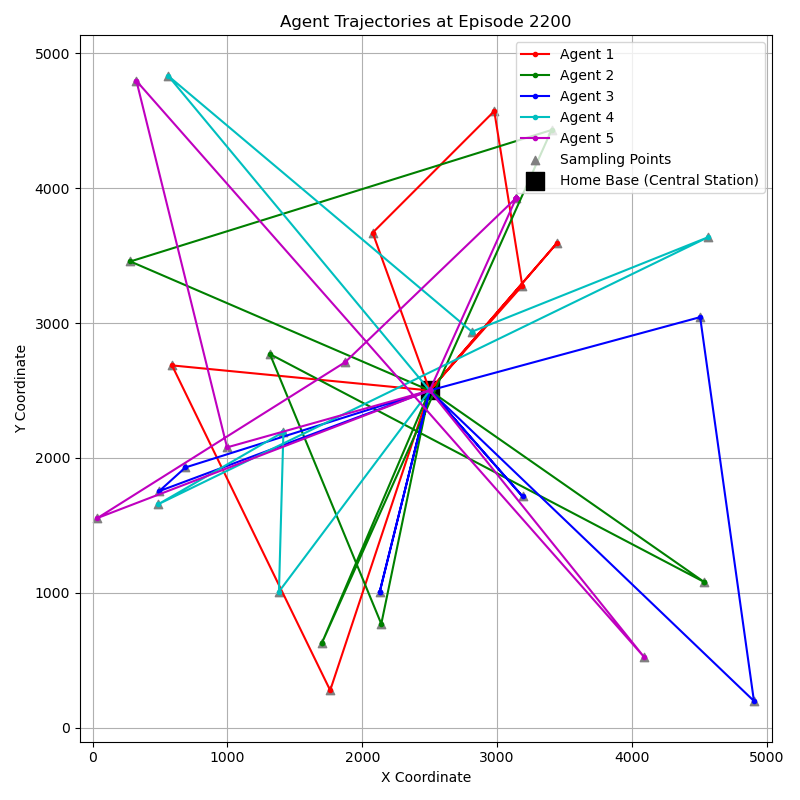 Agent Trajectories at Episode 2200
Agent 1
Agent 2
Agent 3
Agent 4
Agent 5
Sampling Points
Home Base (Central Station)
Y Coordinate
5000
4000
3000
2000
1000
0
0 1000 2000 3000 4000 5000
X Coordinate